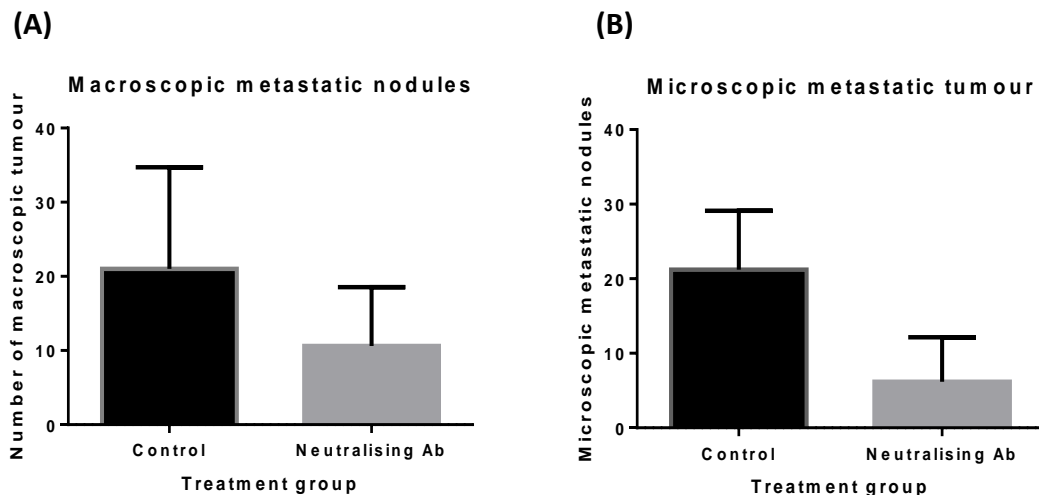 (A)
Macroscopic metastatic nodules
Number of macroscopic tumour
40
30
20
10
0
Control
Neutralising Ab
Treatment group
(B)
Microscopic metastatic tumour
Microscopic metastatic nodules
40
30
20
10
0
Control
Neutralising Ab
Treatment group